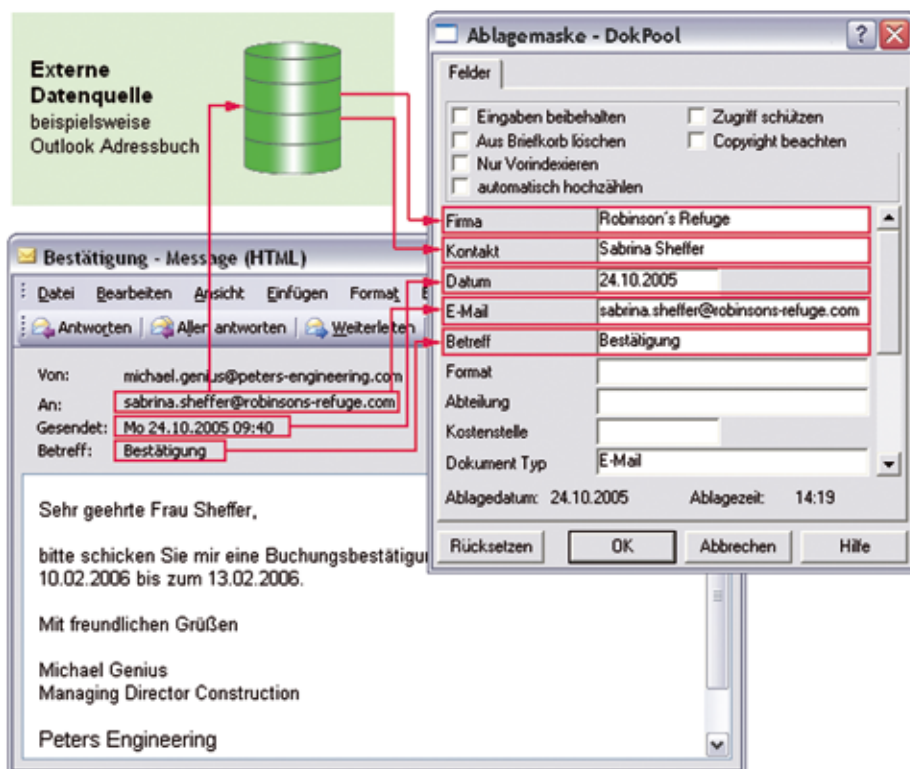 Externe
Datenquelle
beispielsweise
Outlook Adressbuch
Ablagemaske - DokPool
Felder
Eingaben beibehalten
Zugriff schützen
Aus Briefkorb löschen
Copyright beachten
Nur Vorindexieren
automatisch hochzählen
Firma Robinson´s Refuge
Kontakt Sabrina Sheffer
Datum 24.10.2005
E-Mail sabrina.sheffer@robinsons-refuge.com
Betreff Bestätigung
Format
Abteilung
Kostenstelle
Dokument Typ E-Mail
Ablagedatum: 24.10.2005 Ablagezeit: 14:19
Rücksetzen OK Abbrechen Hilfe
Bestätigung - Message (HTML)
Datei Bearbeiten Ansicht Einfügen Format
Antworten Allen antworten Weiterleiten
Von: michael.genius@peters-engineering.com
An: sabrina.sheffer@robinsons-refuge.com
Gesendet: Mo 24.10.2005 09:40
Betreff: Bestätigung
Sehr geehrte Frau Sheffer,
bitte schicken Sie mir eine Buchungsbestätigu
10.02.2006 bis zum 13.02.2006.
Mit freundlichen Grüßen
Michael Genius
Managing Director Construction
Peters Engineering